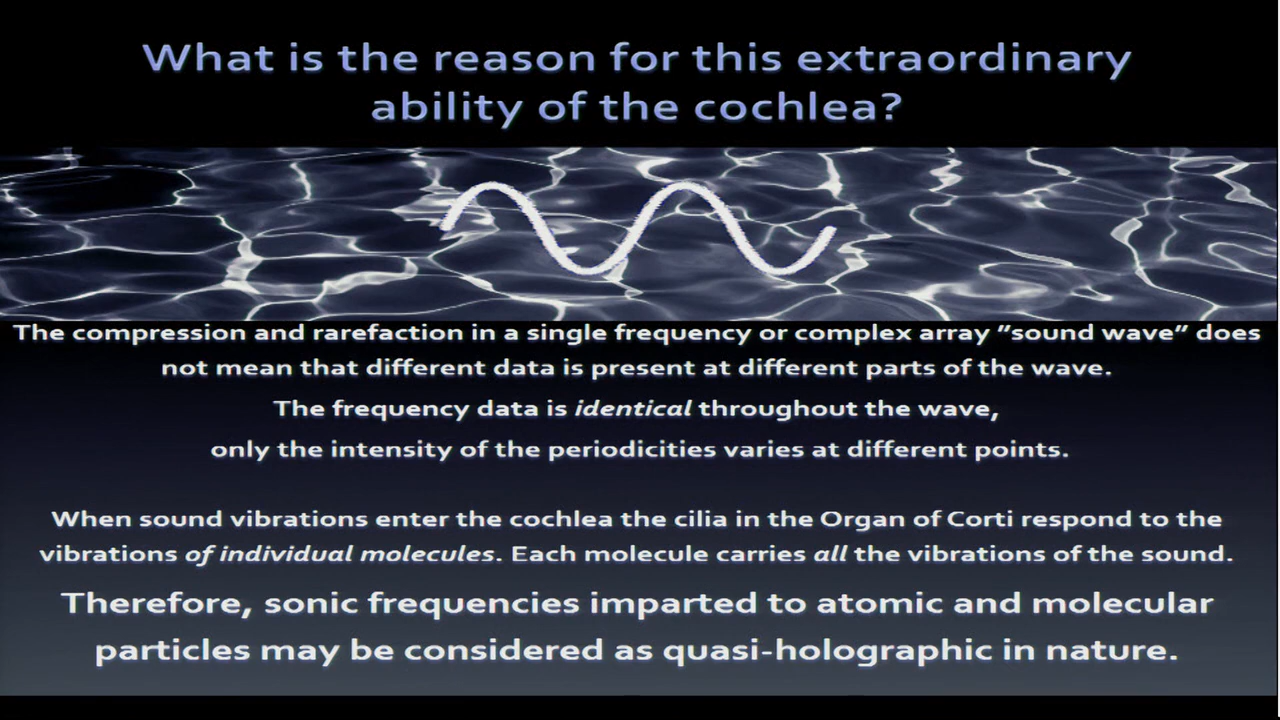 What is the reason for this extraordinary
ability of the cochlea?
The compression and rarefaction in a single frequency or complex array "sound wave" does
not mean that different data is present at different parts of the wave.
The frequency data is identical throughout the wave,
only the intensity of the periodicities varies at different points.
When sound vibrations enter the cochlea the cilia in the Organ of Corti respond to the
vibrations of individual molecules. Each molecule carries all the vibrations of the sound.
Therefore, sonic frequencies imparted to atomic and molecular
particles may be considered as quasi-holographic in nature.